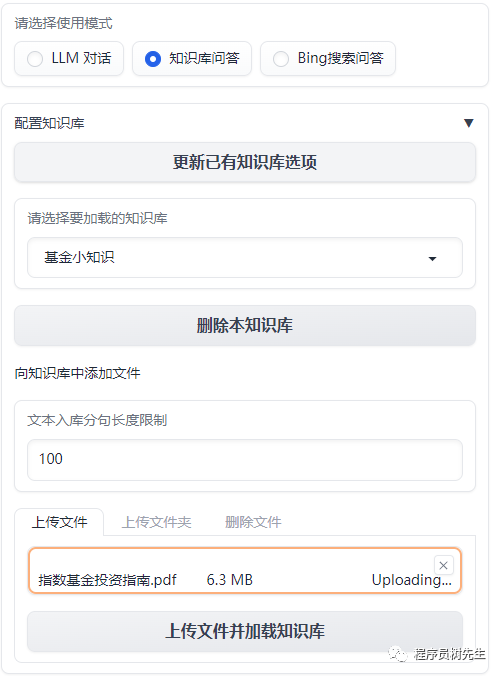 请选择使用模式
LLM 对话 知识库问答 Bing搜索问答
配置知识库 ▼
更新已有知识库选项
请选择要加载的知识库
基金小知识
删除本知识库
向知识库中添加文件
文本入库分句长度限制
100
上传文件 上传文件夹 删除文件
指数基金投资指南.pdf 6.3 MB Uploading...
上传文件并加载知识库
程序员树先生